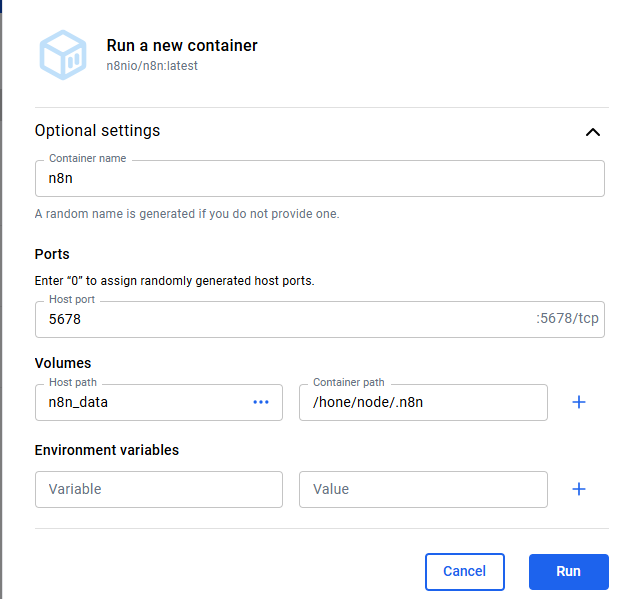 Run a new container
n8nio/n8n:latest
Optional settings
Container name
n8n
A random name is generated if you do not provide one.
Ports
Enter “0” to assign randomly generated host ports.
Host port
5678
:5678/tcp
Volumes
Host path
n8n_data
Container path
/hone/node/.n8n
Environment variables
Variable
Value
Cancel
Run